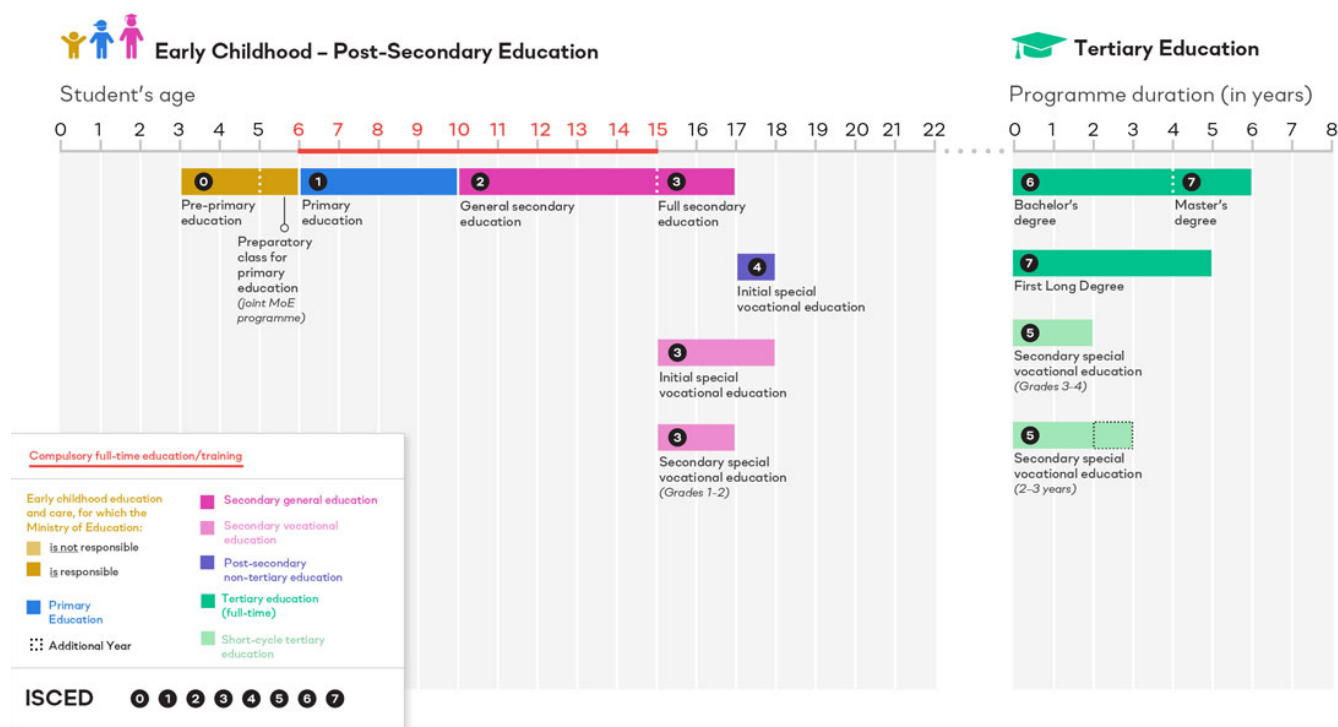 Early Childhood – Post-Secondary Education
Student's age
0 1 2 3 4 5 6 7 8 9 10 11 12 13 14 15 16 17 18 19 20 21 22
0
Pre-primary
education
Preparatory
class for
primary
education
(joint MoE
programme)
1
Primary
education
2
General secondary
education
3
Full secondary
education
4
Initial special
vocational education
3
Initial special
vocational education
3
Secondary special
vocational education
(Grades 1-2)
Tertiary Education
Programme duration (in years)
0 1 2 3 4 5 6 7 8
6
Bachelor's
degree
7
Master's
degree
7
First Long Degree
5
Secondary special
vocational education
(Grades 3-4)
5
Secondary special
vocational education
(2–3 years)
Compulsory full-time education/training
Early childhood education
and care, for which the
Ministry of Education:
is not responsible
is responsible
Primary
Education
Additional Year
Secondary general education
Secondary vocational
education
Post-secondary
non-tertiary education
Tertiary education
(full-time)
Short-cycle tertiary
education
ISCED 0 1 2 3 4 5 6 7